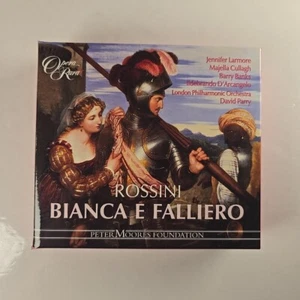 Opera
Rara
Jennifer Larmore
Majella Cullagh
Barry Banks
Ildebrando D'Arcangelo
London Philharmonic Orchestra
David Parry
ROSSINI
BIANCA E FALLIERO
PETER MOORES FOUNDATION